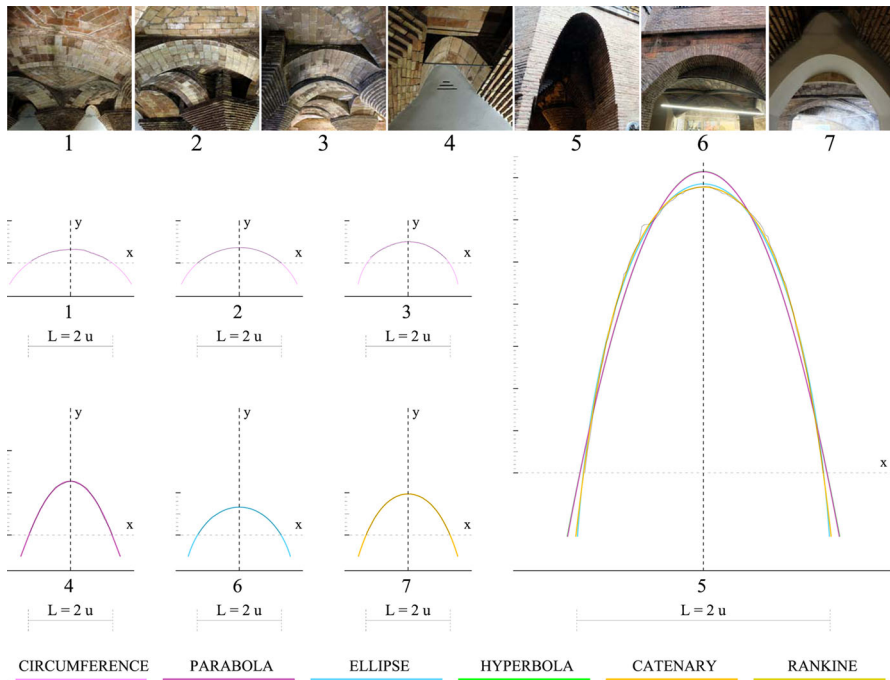 1 2 3 4 5 6 7
y y y
x x x
1 2 3
L = 2 u L = 2 u L = 2 u
y y y
x x x
4 6 7
L = 2 u L = 2 u L = 2 u
x
5
L = 2 u
CIRCUMFERENCE PARABOLA ELLIPSE HYPERBOLA CATENARY RANKINE